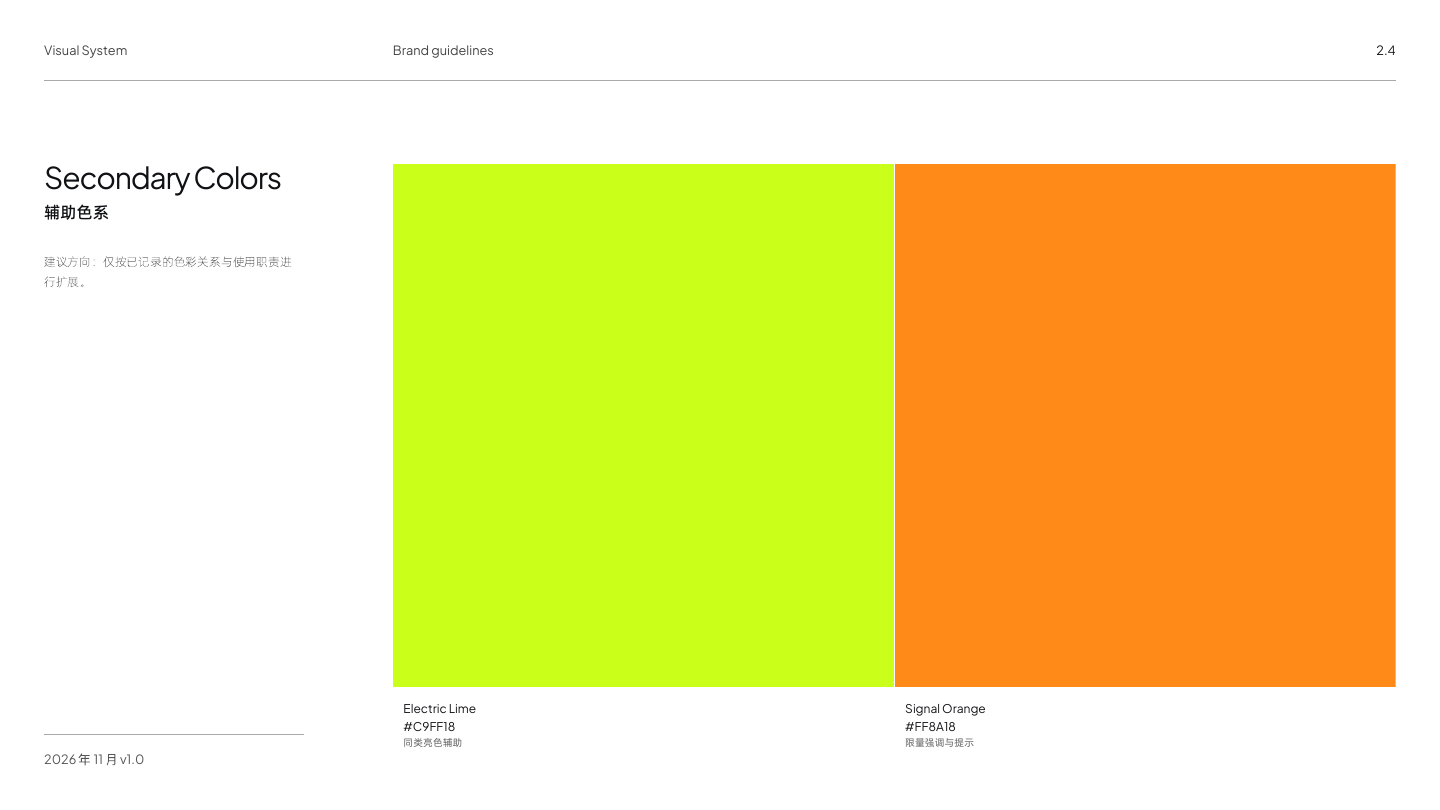 Visual System
Brand guidelines
2.4
Secondary Colors
辅助色系
建议方向：仅按已记录的色彩关系与使用职责进
行扩展。
Electric Lime
#C9FF18
同类亮色辅助
Signal Orange
#FF8A18
限量强调与提示
2026 年 11 月 v1.0